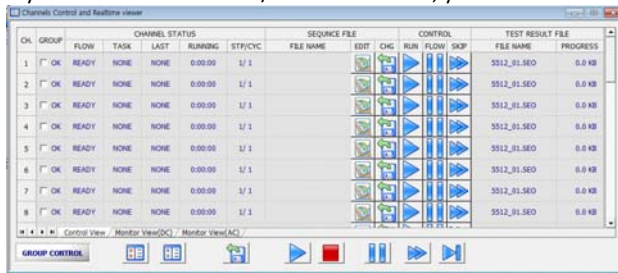 Channels Control and Realtime viewer
CH. GROUP CHANNEL STATUS SEQUNCE FILE CONTROL TEST RESULT FILE
FLOW TASK LAST RUNNING STP/CYC FILE NAME EDIT CHG RUN FLOW SKIP FILE NAME PROGRESS
1 OK READY NONE NONE 0:00:00 1/ 1 5512_01.SEO 0.0 KB
2 OK READY NONE NONE 0:00:00 1/ 1 5512_01.SEO 0.0 KB
3 OK READY NONE NONE 0:00:00 1/ 1 5512_01.SEO 0.0 KB
4 OK READY NONE NONE 0:00:00 1/ 1 5512_01.SEO 0.0 KB
5 OK READY NONE NONE 0:00:00 1/ 1 5512_01.SEO 0.0 KB
6 OK READY NONE NONE 0:00:00 1/ 1 5512_01.SEO 0.0 KB
7 OK READY NONE NONE 0:00:00 1/ 1 5512_01.SEO 0.0 KB
8 OK READY NONE NONE 0:00:00 1/ 1 5512_01.SEO 0.0 KB
Control View / Monitor View(DC) / Monitor View(AC) /
GROUP CONTROL